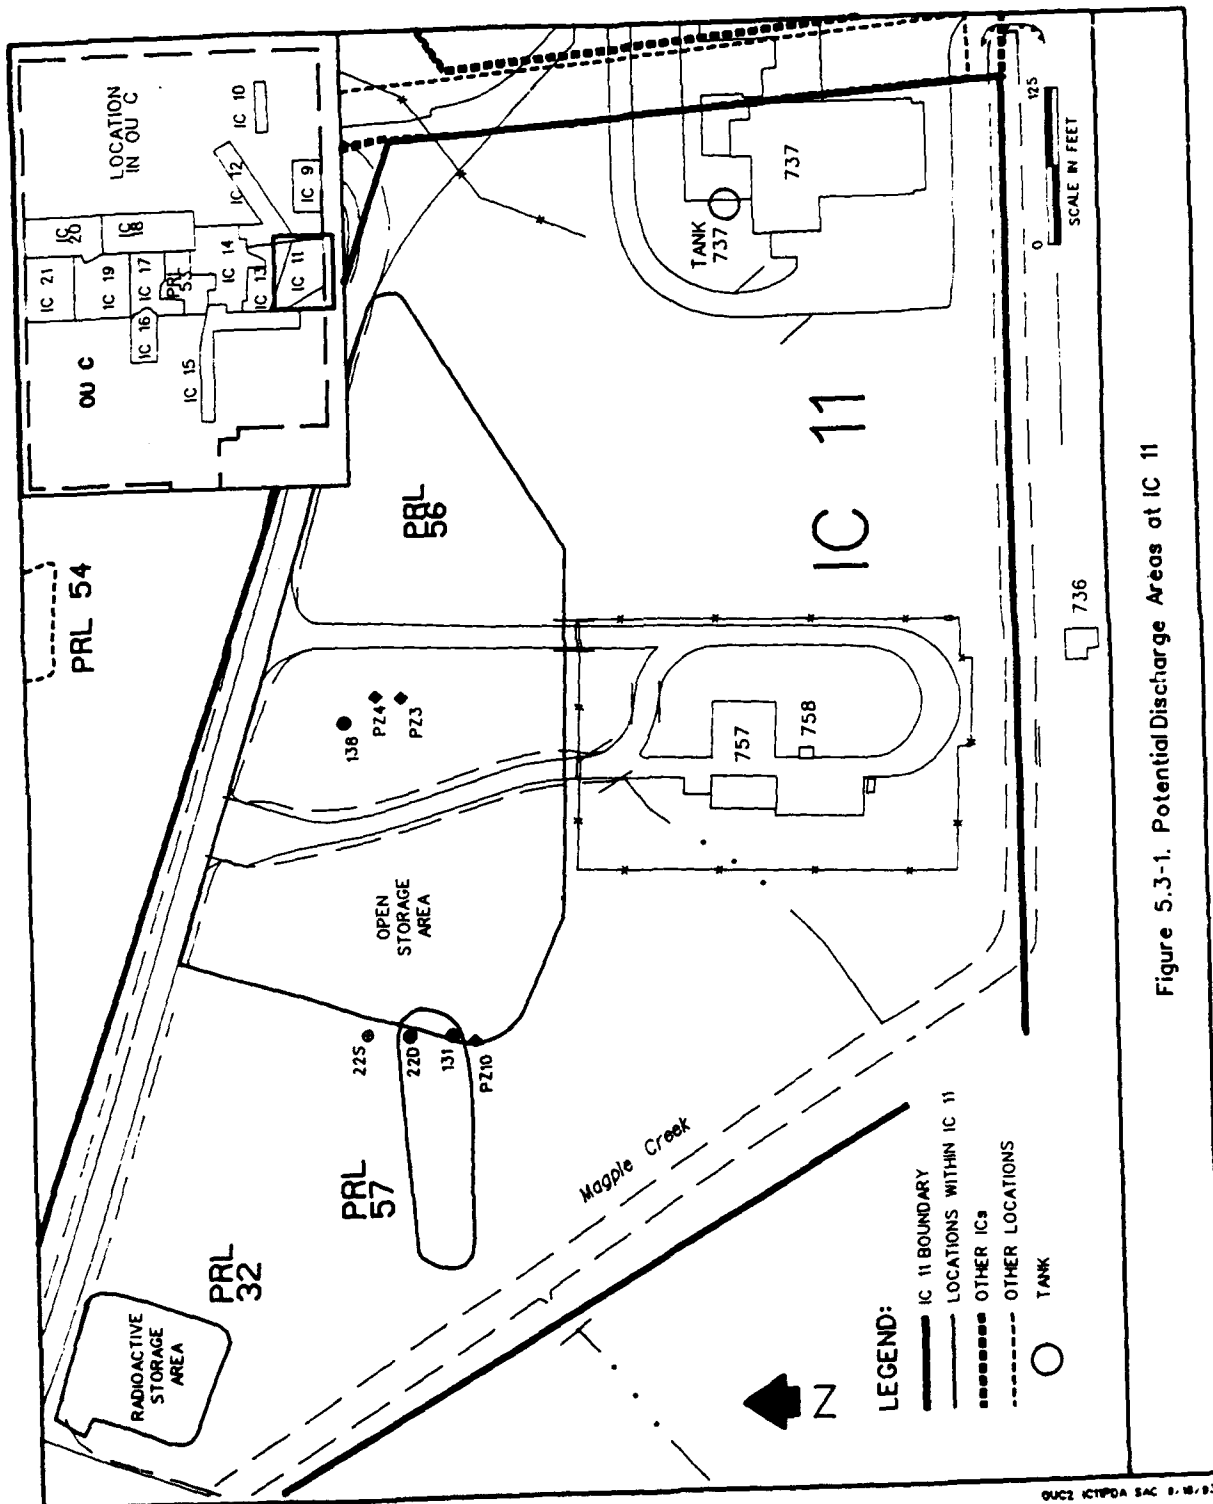 LOCATION
IN OU C
OU C
IC 21
IC 20
IC 19
IC 18
IC 17
PRL
53
IC 16
IC 15
IC 14
IC 13
IC 12
IC 11
IC 10
IC 9
PRL 54
PRL
56
138
PZ4
PZ3
OPEN
STORAGE
AREA
22S
22D
131
PZ10
PRL
57
PRL
32
RADIOACTIVE
STORAGE
AREA
TANK
737
737
IC 11
757
758
736
Magpie Creek
0
125
SCALE IN FEET
N
LEGEND:
IC 11 BOUNDARY
LOCATIONS WITHIN IC 11
OTHER ICs
OTHER LOCATIONS
TANK
Figure 5.3-1. Potential Discharge Areas at IC 11